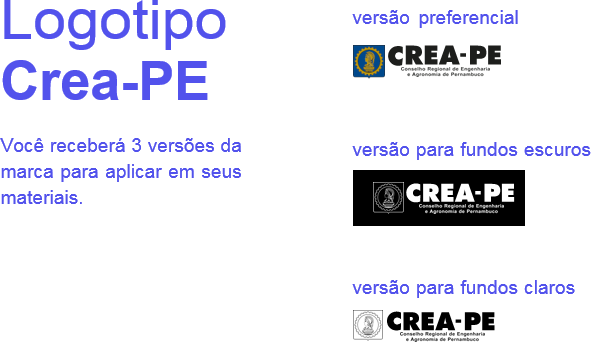 Logotipo
Crea-PE
Você receberá 3 versões da
marca para aplicar em seus
materiais.
versão preferencial
CREA-PE
Conselho Regional de Engenharia
e Agronomia de Pernambuco
versão para fundos escuros
CREA-PE
Conselho Regional de Engenharia
e Agronomia de Pernambuco
versão para fundos claros
CREA-PE
Conselho Regional de Engenharia
e Agronomia de Pernambuco